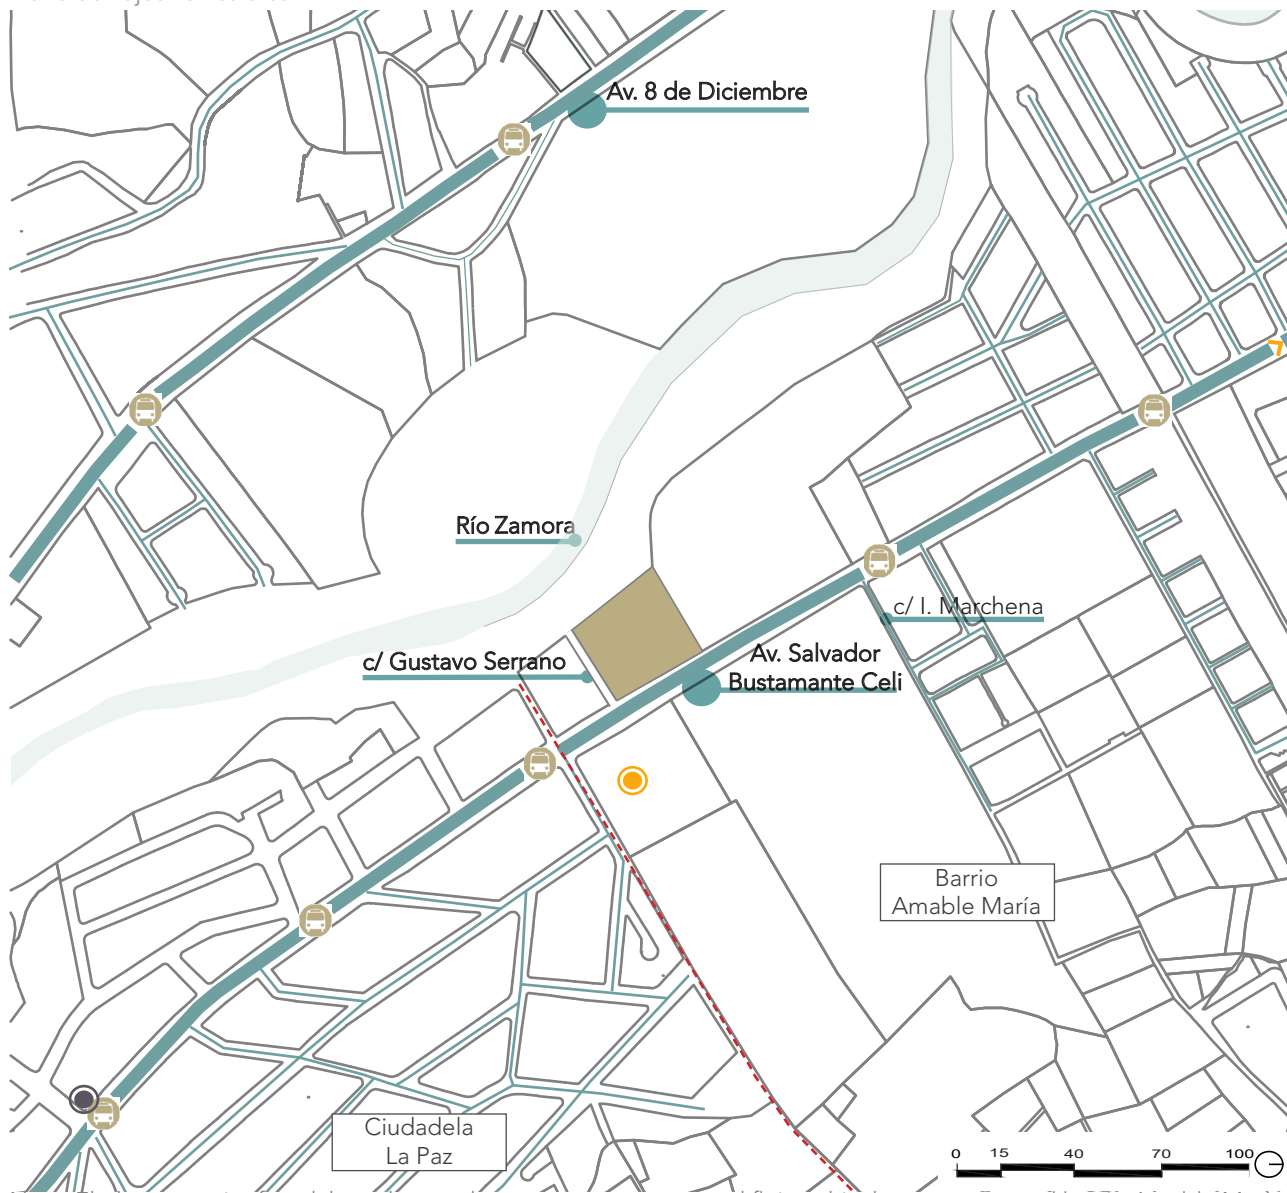 Av. 8 de Diciembre
Río Zamora
c/ I. Marchena
c/ Gustavo Serrano
Av. Salvador
Bustamante Celi
Barrio
Amable María
Ciudadela
La Paz
0 15 40 70 100